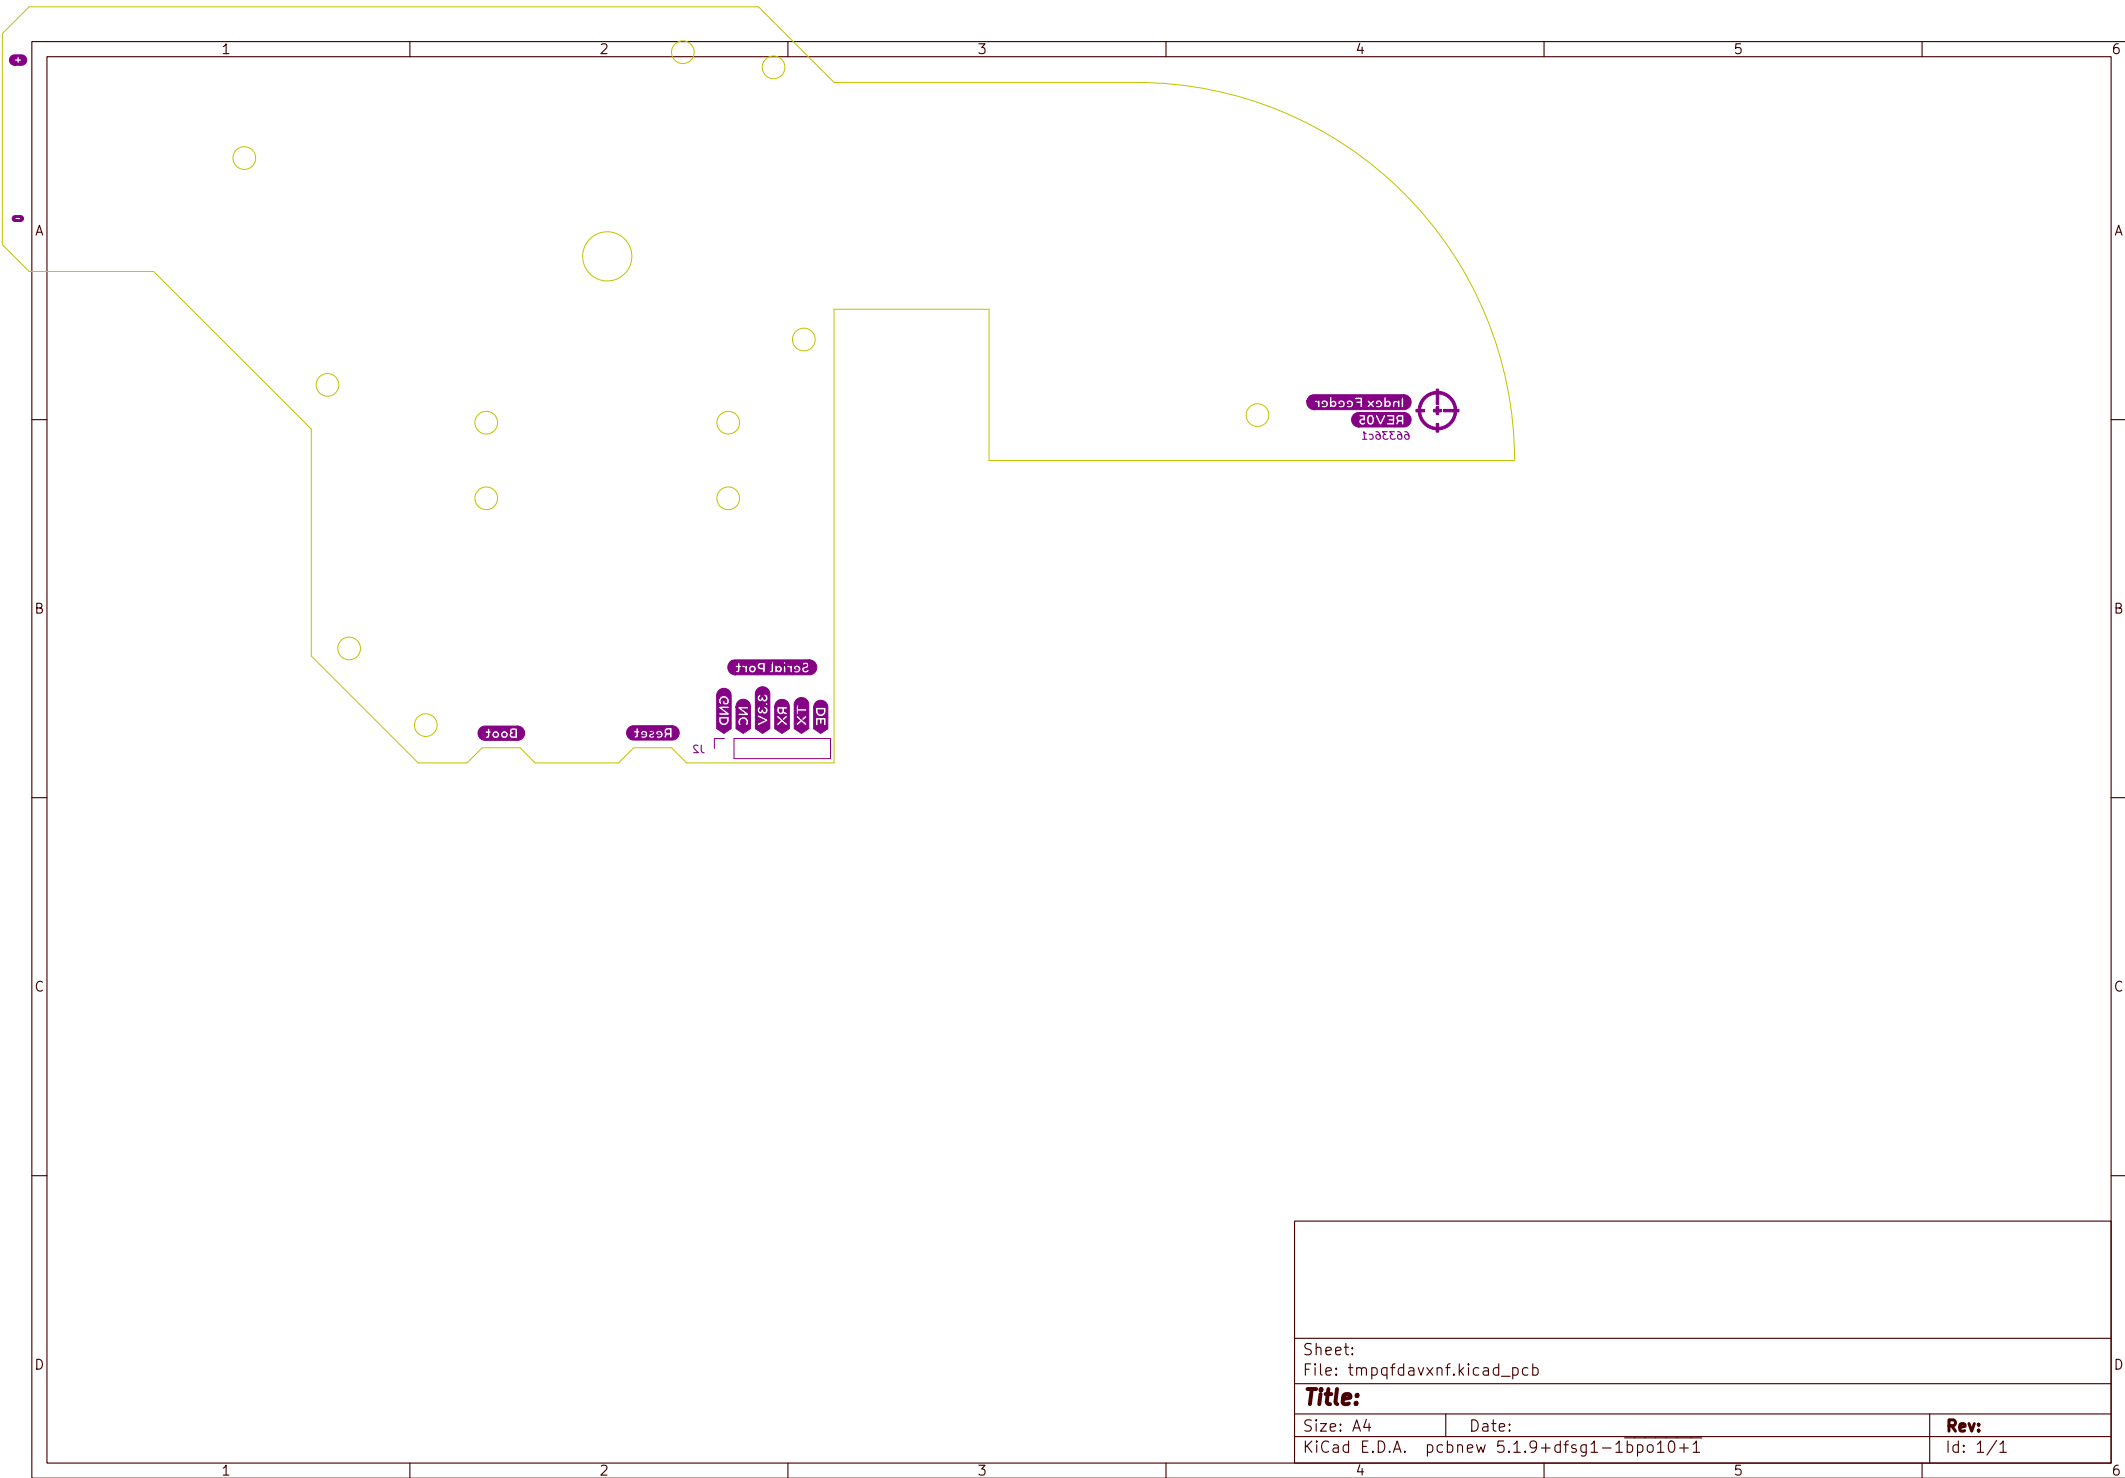 1 2 3 4 5 6
+
-
A A
Index Feeder
REV05
66336c1
B B
Serial Port
GND NC 3.3V RX TX DE
Boot Reset
J2
C C
Sheet:
File: tmpqfdavxnf.kicad_pcb
D D
Title:
Size: A4 Date: Rev:
KiCad E.D.A. pcbnew 5.1.9+dfsg1-1bpo10+1 Id: 1/1
1 2 3 4 5 6